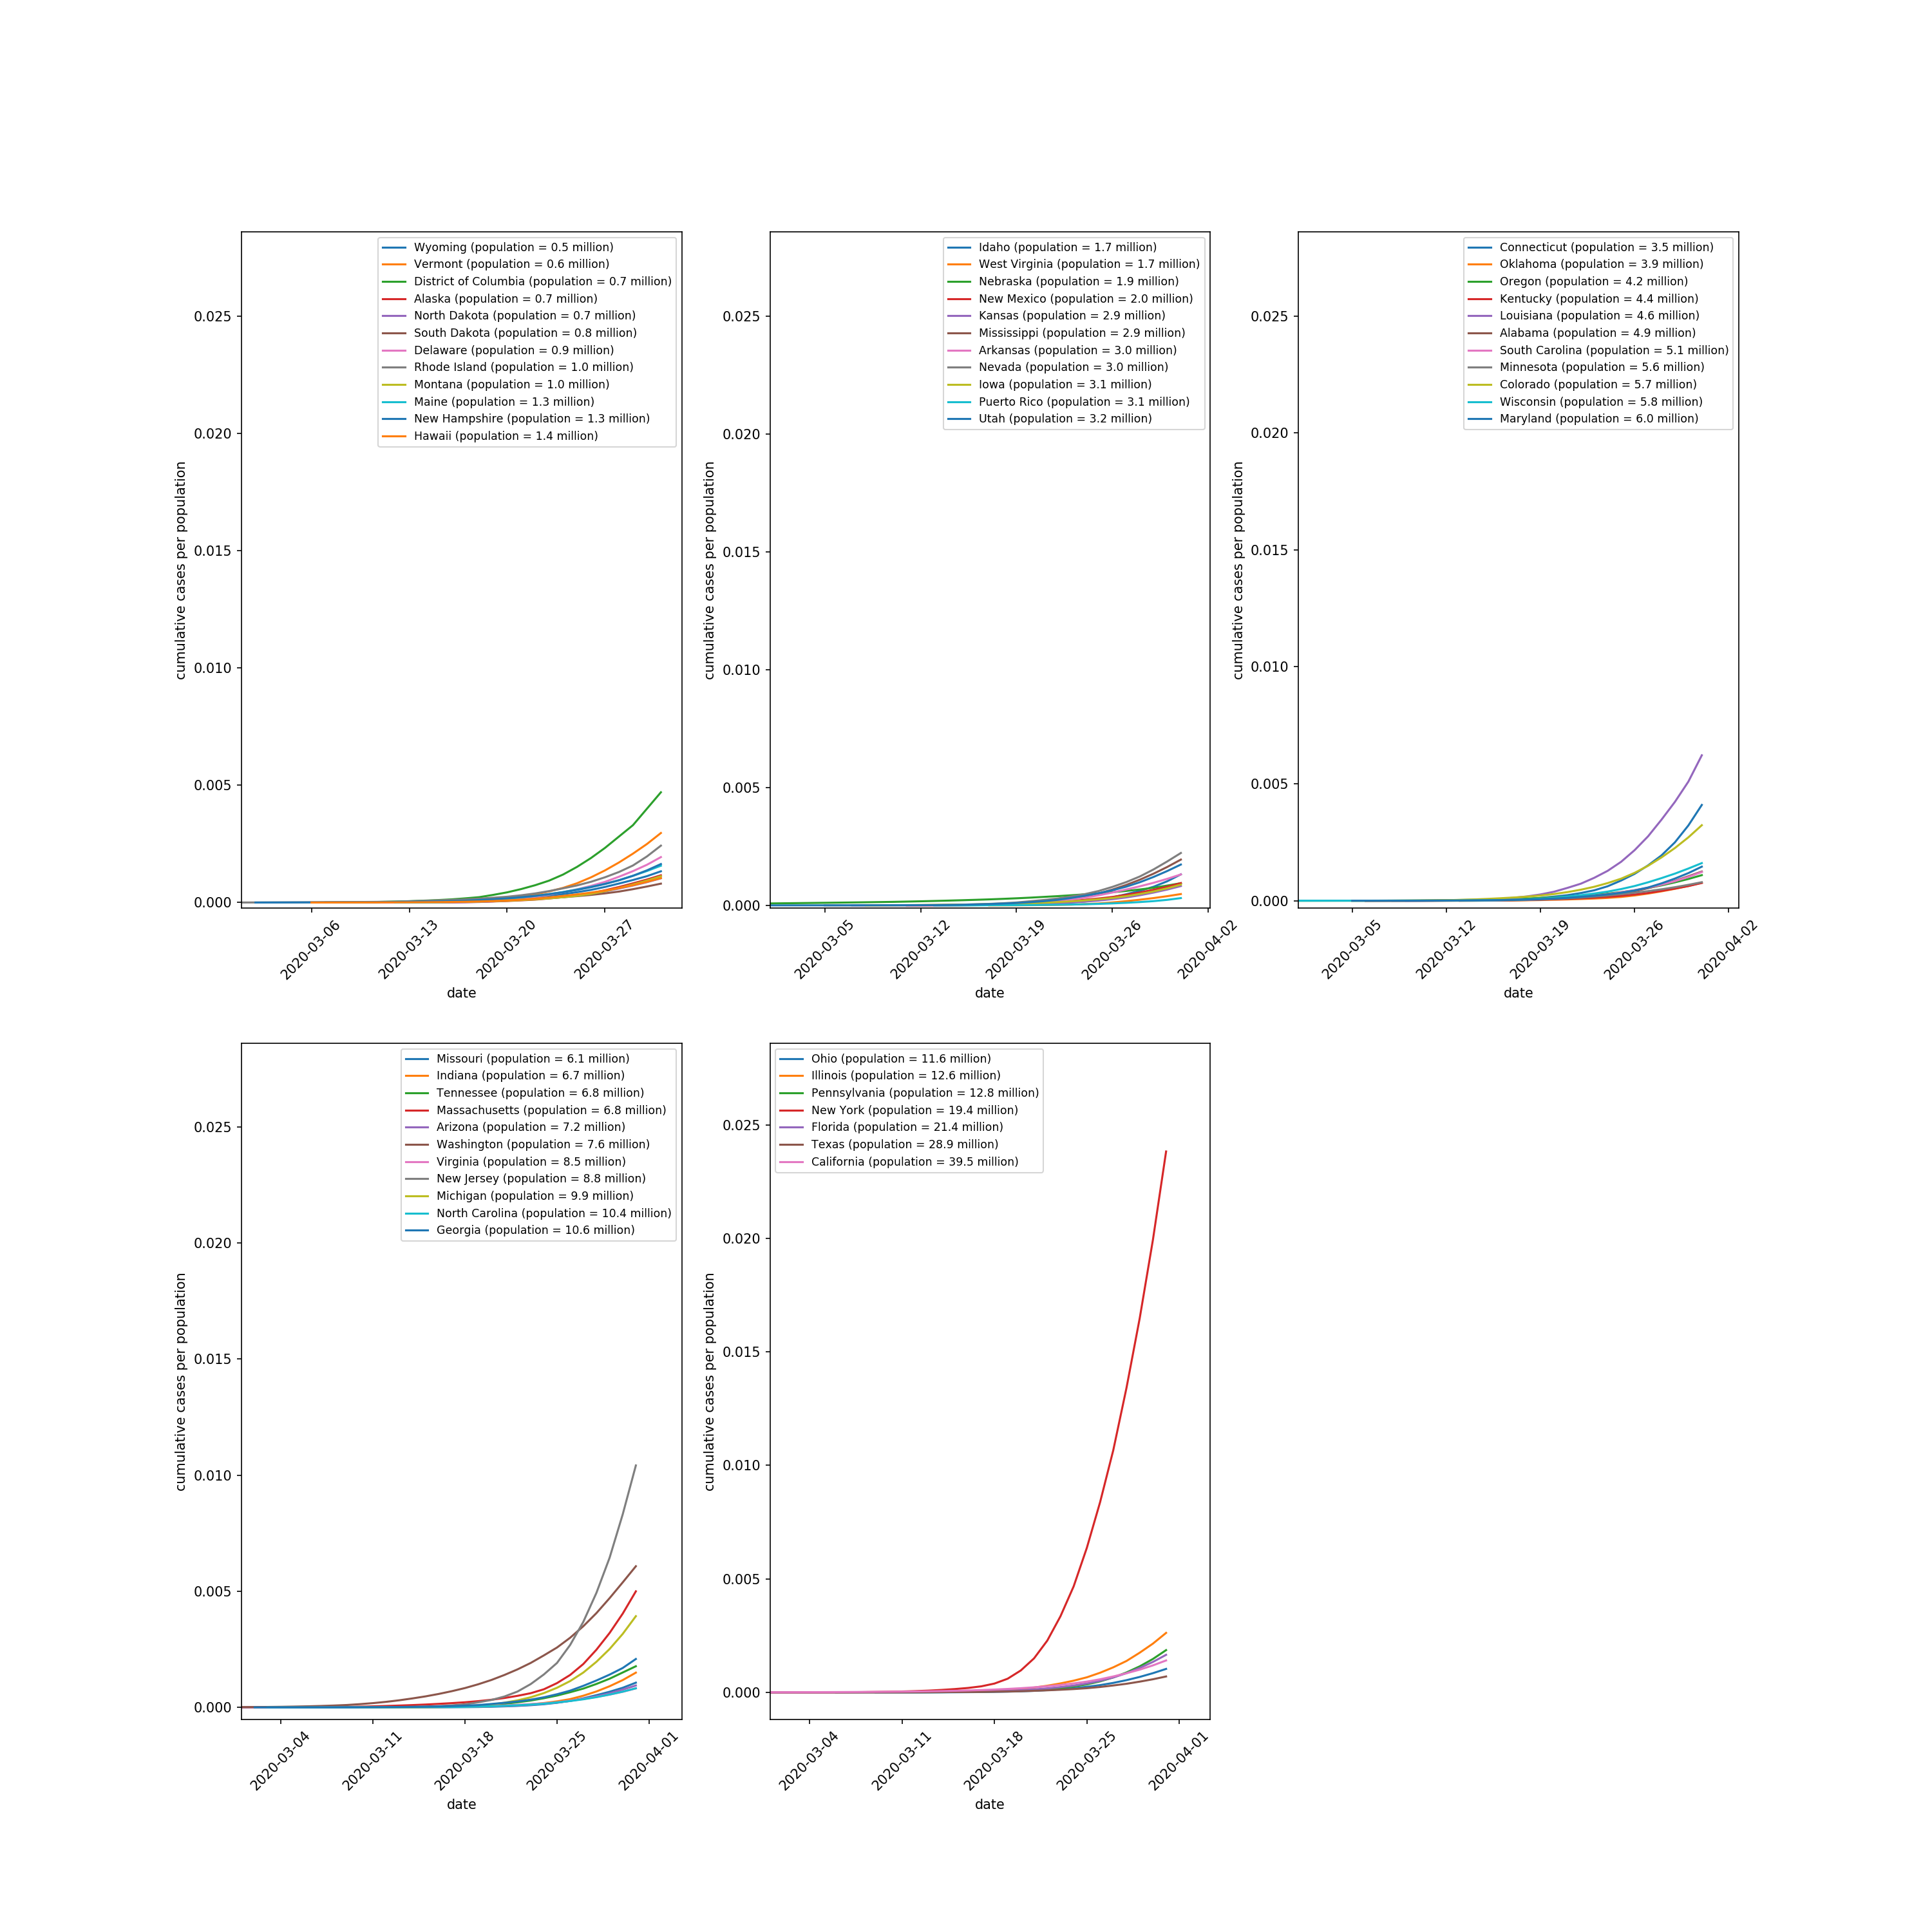 0.025
0.020
0.015
0.010
0.005
0.000
cumulative cases per population
Wyoming (population = 0.5 million)
Vermont (population = 0.6 million)
District of Columbia (population = 0.7 million)
Alaska (population = 0.7 million)
North Dakota (population = 0.7 million)
South Dakota (population = 0.8 million)
Delaware (population = 0.9 million)
Rhode Island (population = 1.0 million)
Montana (population = 1.0 million)
Maine (population = 1.3 million)
New Hampshire (population = 1.3 million)
Hawaii (population = 1.4 million)
2020-03-06
2020-03-13
2020-03-20
2020-03-27
date
0.025
0.020
0.015
0.010
0.005
0.000
cumulative cases per population
Idaho (population = 1.7 million)
West Virginia (population = 1.7 million)
Nebraska (population = 1.9 million)
New Mexico (population = 2.0 million)
Kansas (population = 2.9 million)
Mississippi (population = 2.9 million)
Arkansas (population = 3.0 million)
Nevada (population = 3.0 million)
Iowa (population = 3.1 million)
Puerto Rico (population = 3.1 million)
Utah (population = 3.2 million)
2020-03-05
2020-03-12
2020-03-19
2020-03-26
2020-04-02
date
0.025
0.020
0.015
0.010
0.005
0.000
cumulative cases per population
Connecticut (population = 3.5 million)
Oklahoma (population = 3.9 million)
Oregon (population = 4.2 million)
Kentucky (population = 4.4 million)
Louisiana (population = 4.6 million)
Alabama (population = 4.9 million)
South Carolina (population = 5.1 million)
Minnesota (population = 5.6 million)
Colorado (population = 5.7 million)
Wisconsin (population = 5.8 million)
Maryland (population = 6.0 million)
2020-03-05
2020-03-12
2020-03-19
2020-03-26
2020-04-02
date
0.025
0.020
0.015
0.010
0.005
0.000
cumulative cases per population
Missouri (population = 6.1 million)
Indiana (population = 6.7 million)
Tennessee (population = 6.8 million)
Massachusetts (population = 6.8 million)
Arizona (population = 7.2 million)
Washington (population = 7.6 million)
Virginia (population = 8.5 million)
New Jersey (population = 8.8 million)
Michigan (population = 9.9 million)
North Carolina (population = 10.4 million)
Georgia (population = 10.6 million)
2020-03-04
2020-03-11
2020-03-18
2020-03-25
2020-04-01
date
0.025
0.020
0.015
0.010
0.005
0.000
cumulative cases per population
Ohio (population = 11.6 million)
Illinois (population = 12.6 million)
Pennsylvania (population = 12.8 million)
New York (population = 19.4 million)
Florida (population = 21.4 million)
Texas (population = 28.9 million)
California (population = 39.5 million)
2020-03-04
2020-03-11
2020-03-18
2020-03-25
2020-04-01
date